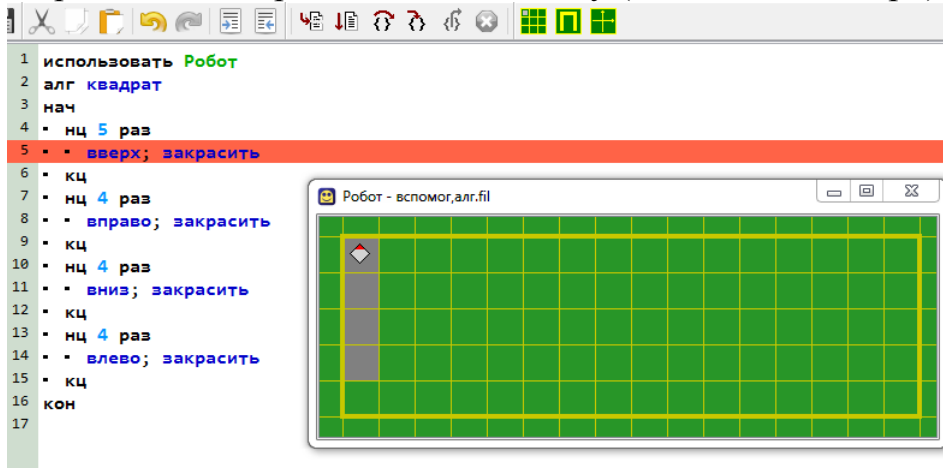 1 использовать Робот
2 алг квадрат
3 нач
4 ▪ нц 5 раз
5 ▪ ▪ вверх; закрасить
6 ▪ кц
7 ▪ нц 4 раз
8 ▪ ▪ вправо; закрасить
9 ▪ кц
10 ▪ нц 4 раз
11 ▪ ▪ вниз; закрасить
12 ▪ кц
13 ▪ нц 4 раз
14 ▪ ▪ влево; закрасить
15 ▪ кц
16 кон
17
Робот - вспомог,алг.fil